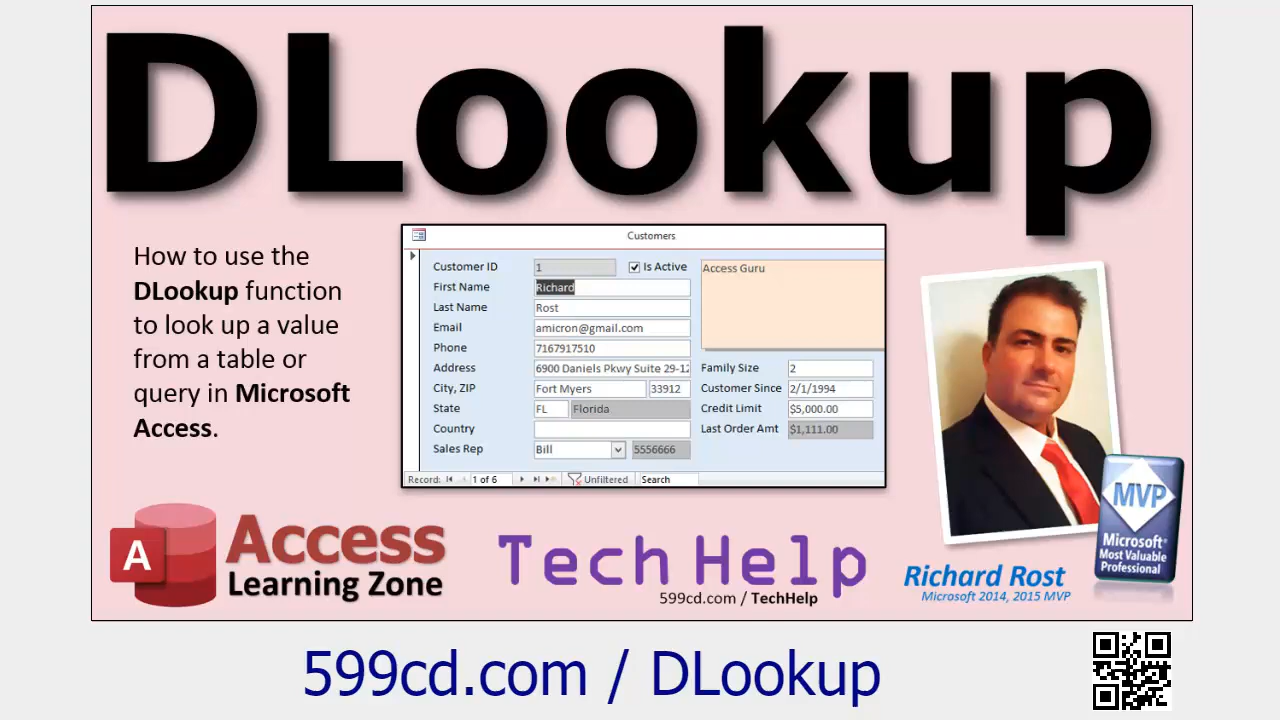 DLookup
How to use the
DLookup function
to look up a value
from a table or
query in Microsoft
Access.
Customers
Customer ID 1 Is Active Access Guru
First Name Richard
Last Name Rost
Email amicron@gmail.com
Phone 7167917510
Address 6900 Daniels Pkwy Suite 29-12 Family Size 2
City, ZIP Fort Myers 33912 Customer Since 2/1/1994
State FL Florida Credit Limit $5,000.00
Country Last Order Amt $1,111.00
Sales Rep Bill 5556666
Record: 1 of 6 Unfiltered Search
A Access
Learning Zone
TechHelp
599cd.com / TechHelp
MVP
Microsoft®
Most Valuable
Professional
Richard Rost
Microsoft 2014, 2015 MVP
599cd.com / DLookup